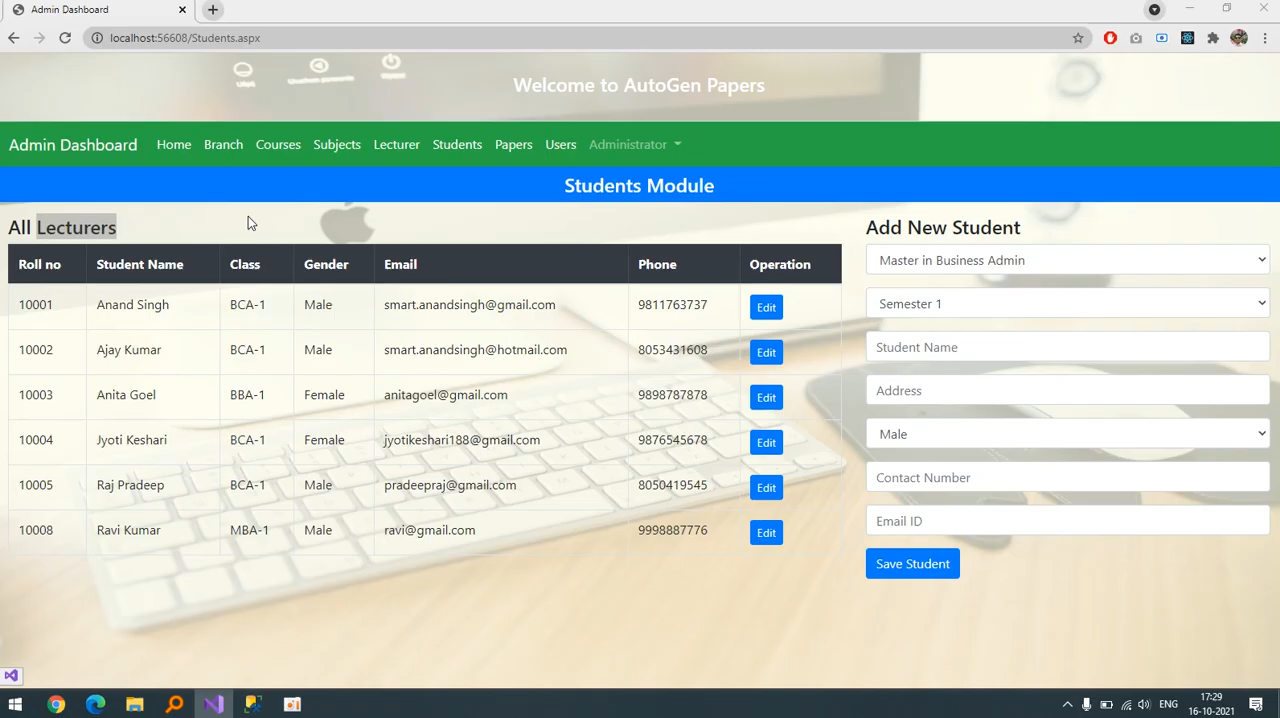 Admin Dashboard
localhost:56608/Students.aspx
Welcome to AutoGen Papers
Admin Dashboard Home Branch Courses Subjects Lecturer Students Papers Users Administrator
Students Module
All Lecturers
Roll no Student Name Class Gender Email Phone Operation
10001 Anand Singh BCA-1 Male smart.anandsingh@gmail.com 9811763737 Edit
10002 Ajay Kumar BCA-1 Male smart.anandsingh@hotmail.com 8053431608 Edit
10003 Anita Goel BBA-1 Female anitagoel@gmail.com 9898787878 Edit
10004 Jyoti Keshari BCA-1 Female jyotikeshari188@gmail.com 9876545678 Edit
10005 Raj Pradeep BCA-1 Male pradeepraj@gmail.com 8050419545 Edit
10008 Ravi Kumar MBA-1 Male ravi@gmail.com 9998887776 Edit
Add New Student
Master in Business Admin
Semester 1
Student Name
Address
Male
Contact Number
Email ID
Save Student
ENG
17:29
16-10-2021